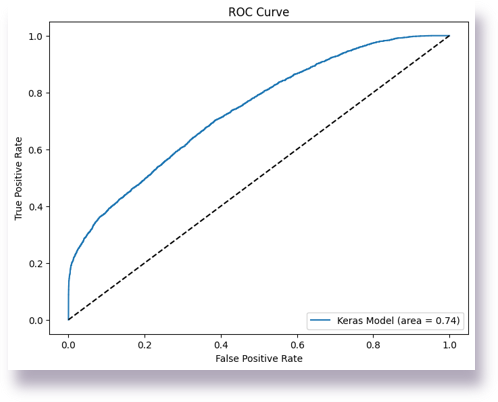 ROC Curve
True Positive Rate
1.0
0.8
0.6
0.4
0.2
0.0
0.0 0.2 0.4 0.6 0.8 1.0
False Positive Rate
Keras Model (area = 0.74)